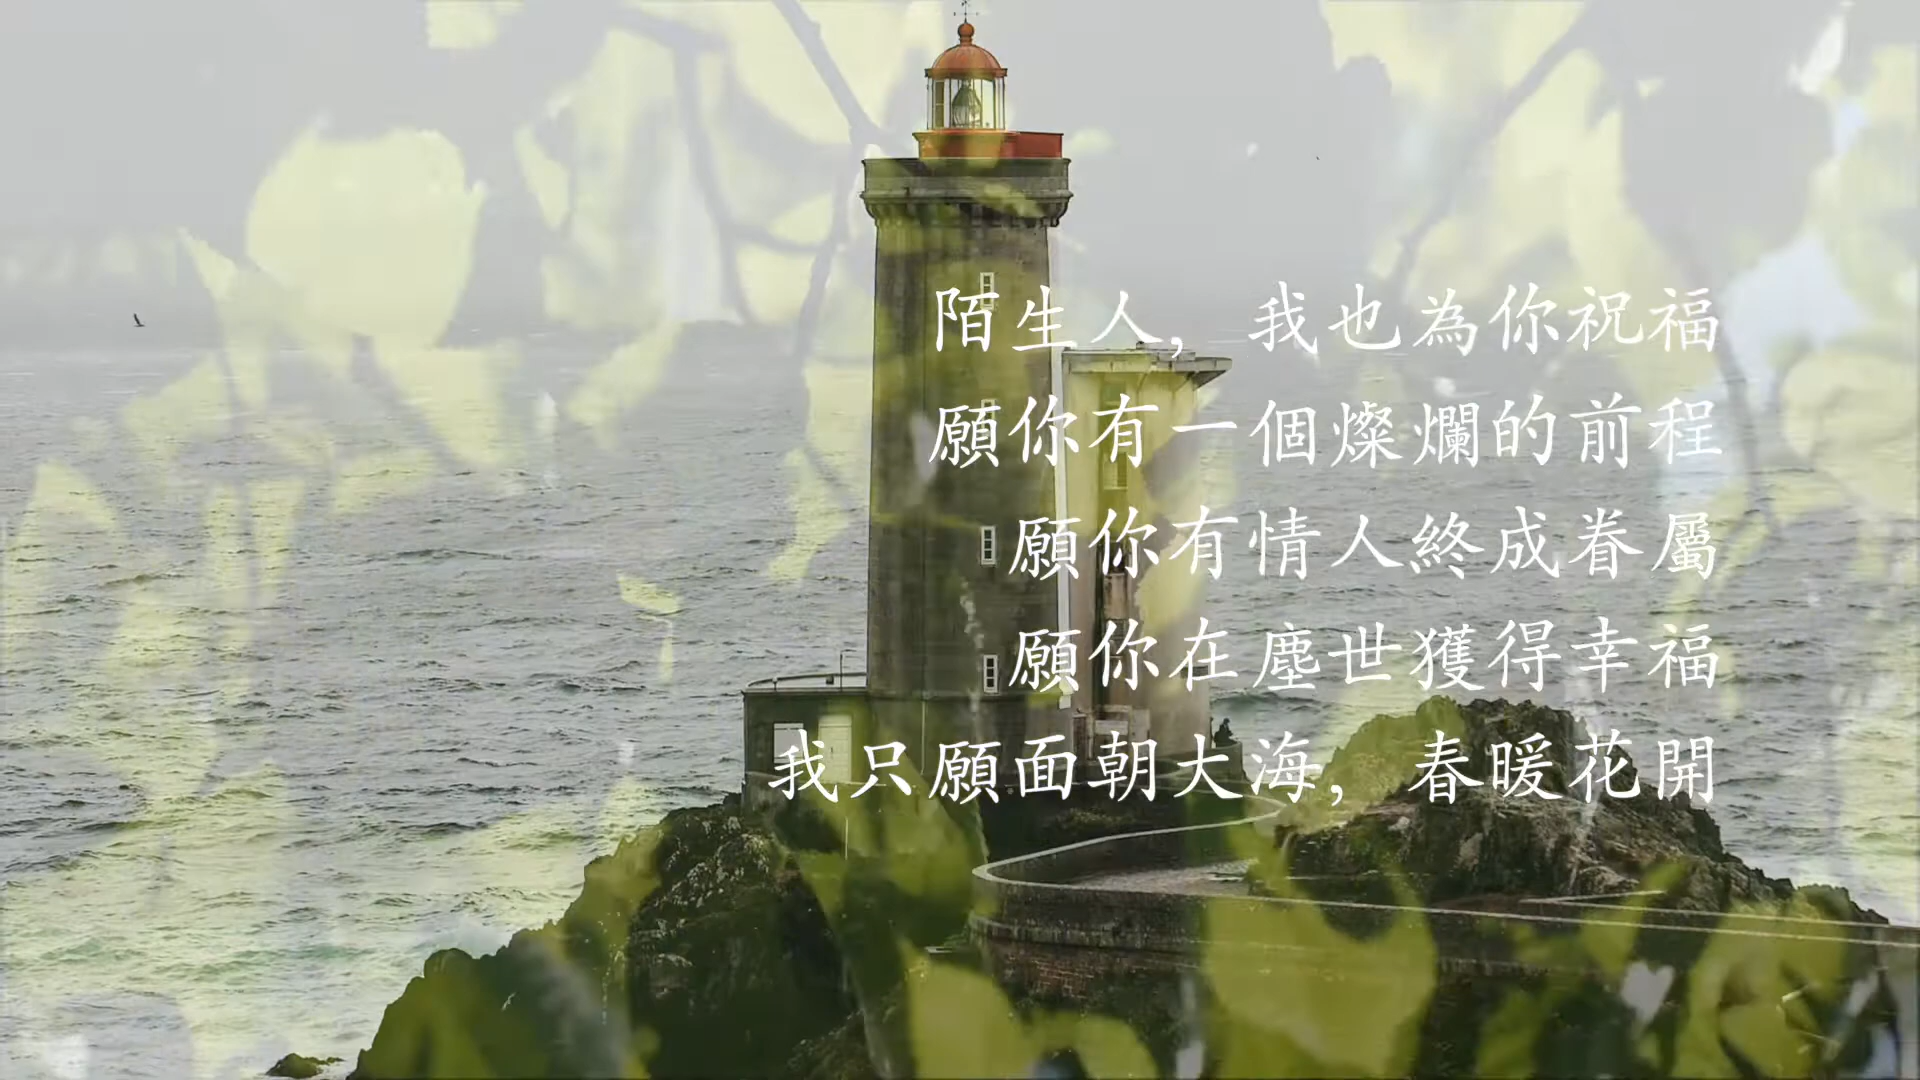 陌生人，我也為你祝福
願你有一個燦爛的前程
願你有情人終成眷屬
願你在塵世獲得幸福
我只願面朝大海，春暖花開